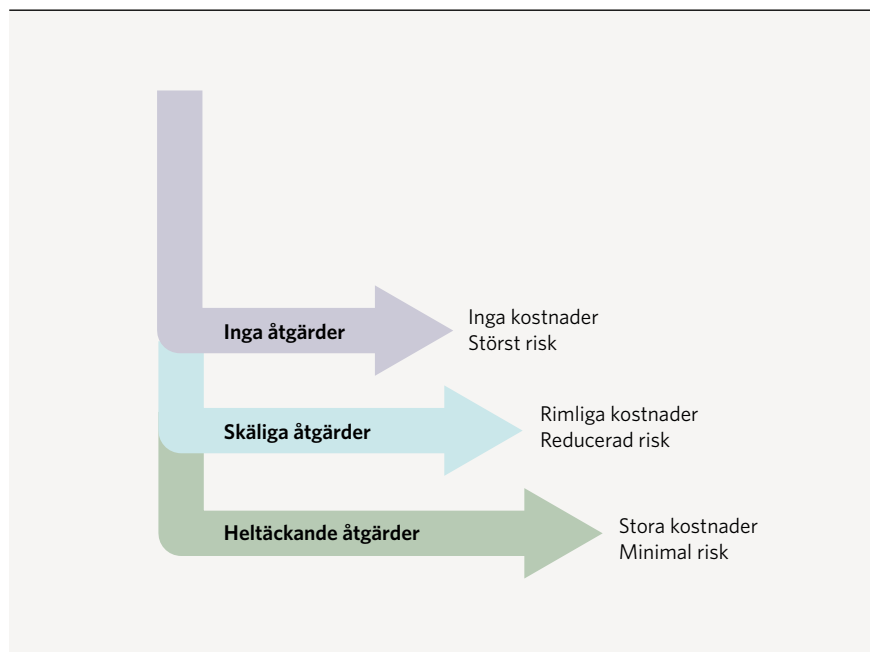 Inga åtgärder
Inga kostnader
Störst risk
Skäliga åtgärder
Rimliga kostnader
Reducerad risk
Heltäckande åtgärder
Stora kostnader
Minimal risk